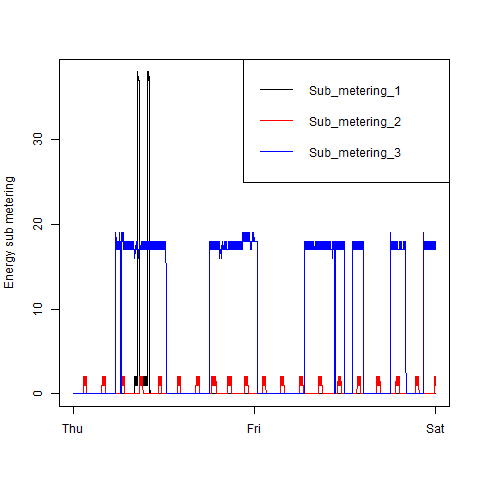 Sub_metering_1
Sub_metering_2
Sub_metering_3
Energy sub metering
30
20
10
0
Thu Fri Sat